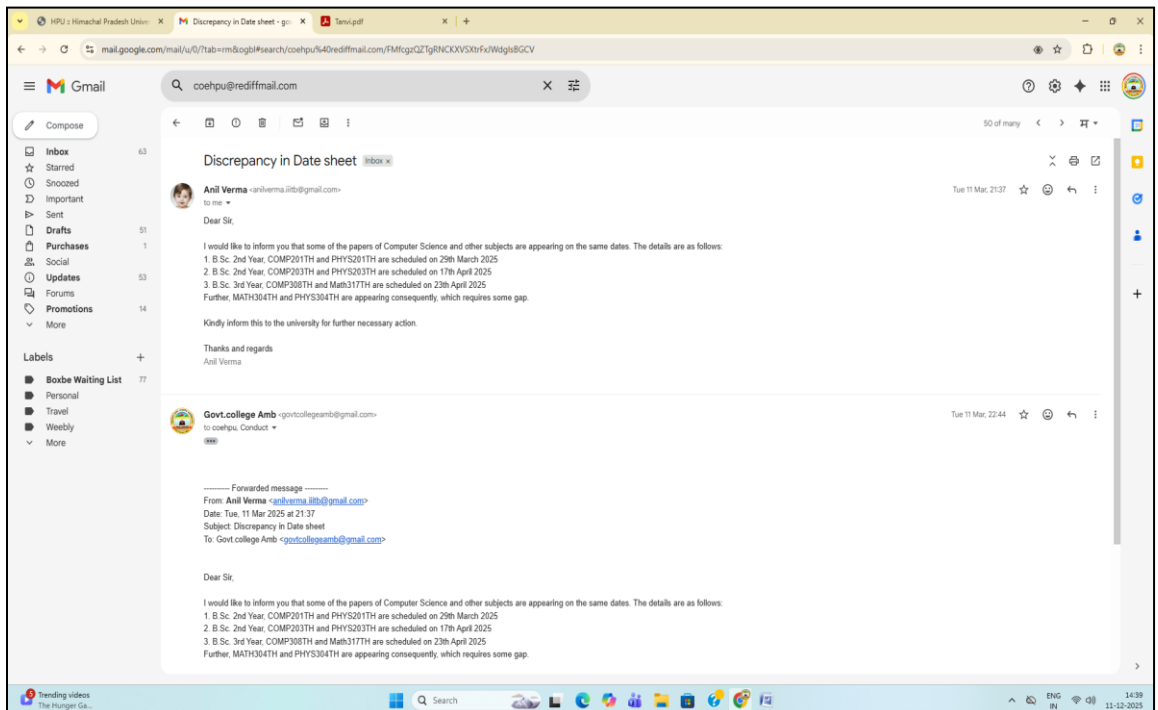 HPU :: Himachal Pradesh Univer
Discrepancy in Date sheet - gov
Tanvi.pdf
mail.google.com/mail/u/0/?tab=rm&ogbl#search/coehpu%40rediffmail.com/FMfcgzQZTgRNCKXVSXtrFxJWdglsBGCV
Gmail
coehpu@rediffmail.com
Compose
50 of many
Inbox 63
Starred
Snoozed
Important
Sent
Drafts 51
Purchases 1
Social
Updates 53
Forums
Promotions 14
More
Labels
Boxbe Waiting List 77
Personal
Travel
Weebly
More
Discrepancy in Date sheet Inbox x
Anil Verma <anilverma.iiitb@gmail.com> Tue 11 Mar, 21:37
to me
Dear Sir,
I would like to inform you that some of the papers of Computer Science and other subjects are appearing on the same dates. The details are as follows:
1. B.Sc. 2nd Year, COMP201TH and PHYS201TH are scheduled on 29th March 2025
2. B.Sc. 2nd Year, COMP203TH and PHYS203TH are scheduled on 17th April 2025
3. B.Sc. 3rd Year, COMP308TH and Math317TH are scheduled on 23th April 2025
Further, MATH304TH and PHYS304TH are appearing consequently, which requires some gap.
Kindly inform this to the university for further necessary action.
Thanks and regards
Anil Verma
Govt.college Amb <govtcollegeamb@gmail.com> Tue 11 Mar, 22:44
to coehpu, Conduct
---------- Forwarded message ---------
From: Anil Verma <anilverma.iiitb@gmail.com>
Date: Tue, 11 Mar 2025 at 21:37
Subject: Discrepancy in Date sheet
To: Govt.college Amb <govtcollegeamb@gmail.com>
Dear Sir,
I would like to inform you that some of the papers of Computer Science and other subjects are appearing on the same dates. The details are as follows:
1. B.Sc. 2nd Year, COMP201TH and PHYS201TH are scheduled on 29th March 2025
2. B.Sc. 2nd Year, COMP203TH and PHYS203TH are scheduled on 17th April 2025
3. B.Sc. 3rd Year, COMP308TH and Math317TH are scheduled on 23th April 2025
Further, MATH304TH and PHYS304TH are appearing consequently, which requires some gap.
5
Trending videos
The Hunger Ga...
Search
ENG
IN
14:39
11-12-2025